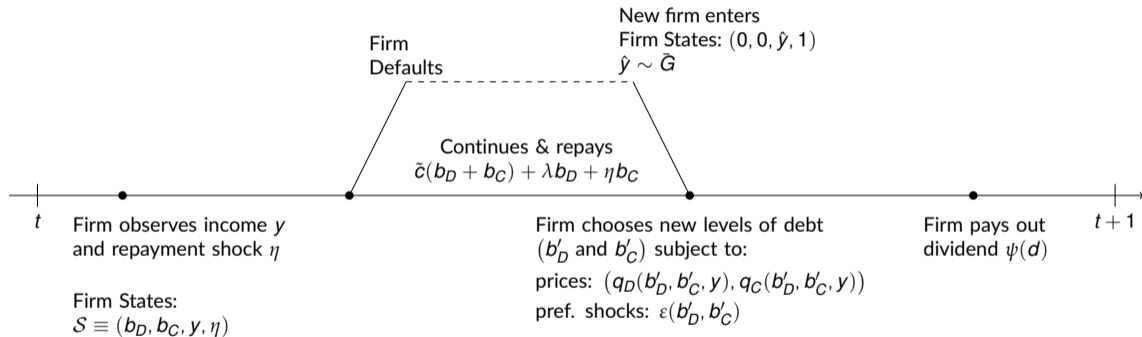 New firm enters
Firm States: (0, 0, ŷ, 1)
ŷ ∼ Ḡ
Firm
Defaults
Continues & repays
c̃(b_D + b_C) + λb_D + ηb_C
t
t + 1
Firm observes income y
and repayment shock η
Firm States:
𝒮 ≡ (b_D, b_C, y, η)
Firm chooses new levels of debt
(b′_D and b′_C) subject to:
prices: (q_D(b′_D, b′_C, y), q_C(b′_D, b′_C, y))
pref. shocks: ε(b′_D, b′_C)
Firm pays out
dividend ψ(d)